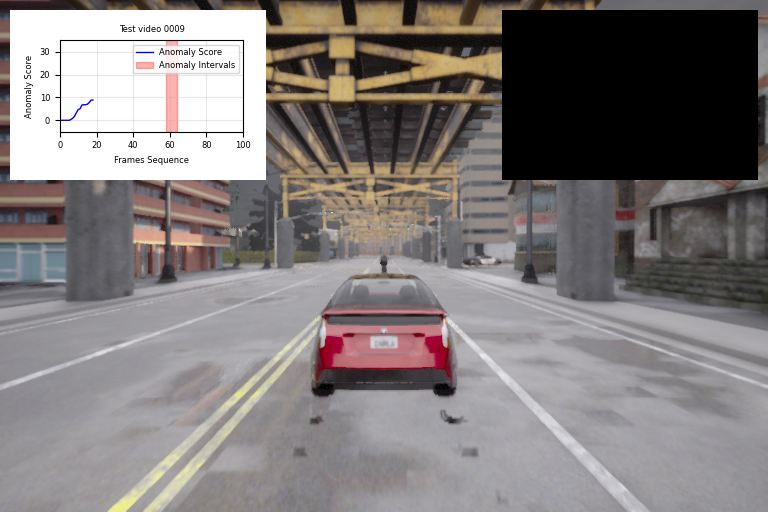 Test video 0009
Anomaly Score
30
20
10
0
Anomaly Score
Anomaly Intervals
0 20 40 60 80 100
Frames Sequence